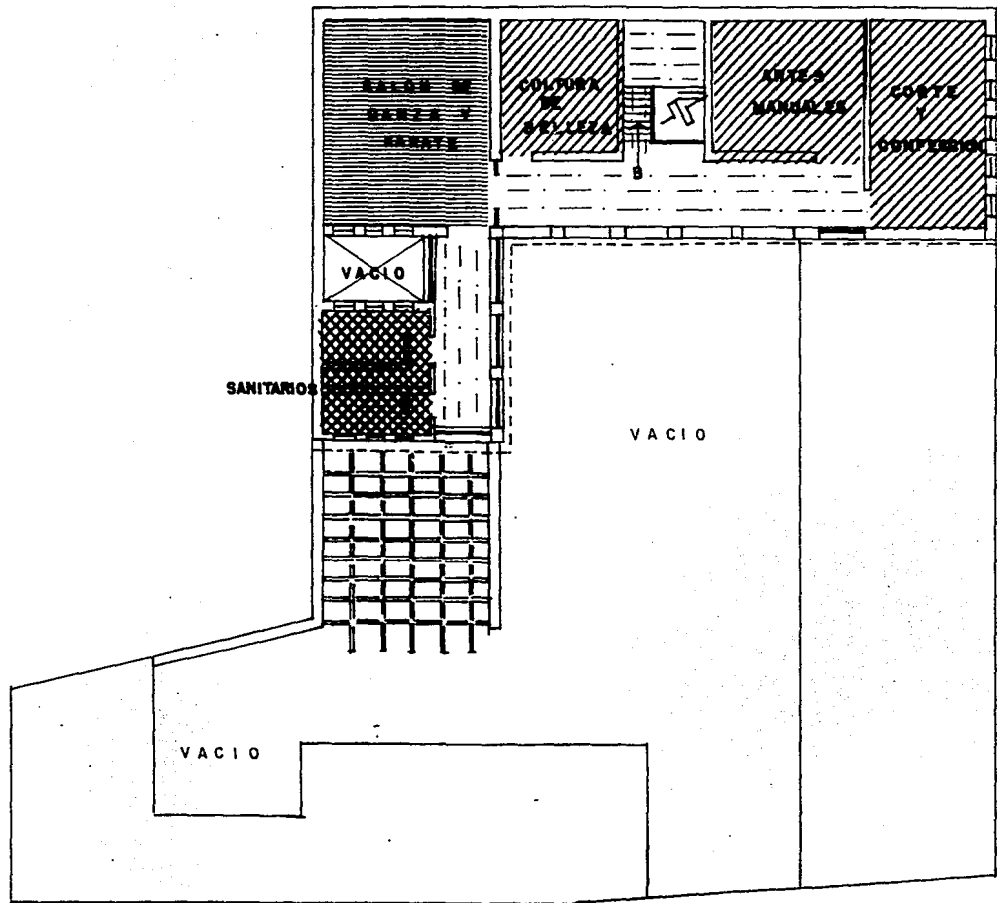 SALON DE
DANZA Y
KARATE
CULTURA
DE
BELLEZA
B
ARTES
MANUALES
CORTE
Y
CONFECCION
VACIO
SANITARIOS
VACIO
VACIO